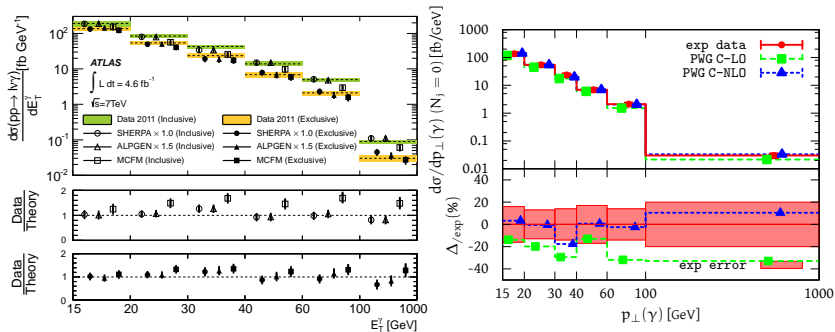 dσ(pp→ lνγ)/dE_T^γ [fb GeV⁻¹]
10²
10
1
10⁻¹
10⁻²
ATLAS
∫ L dt = 4.6 fb⁻¹
√s=7TeV
Data 2011 (Inclusive)
Data 2011 (Exclusive)
SHERPA × 1.0 (Inclusive)
SHERPA × 1.0 (Exclusive)
ALPGEN × 1.5 (Inclusive)
ALPGEN × 1.5 (Exclusive)
MCFM (Inclusive)
MCFM (Exclusive)
Data
Theory
2
1
0
Data
Theory
2
1
0
15 20 30 40 60 100 1000
E_T^γ [GeV]
dσ/dp⊥(γ) (N_j = 0) [fb/GeV]
1000
100
10
1
0.1
0.01
exp data
PWG C-LO
PWG C-NLO
Δ/exp(%)
40
20
0
-20
-40
exp error
15 20 30 40 60 100 1000
p⊥(γ) [GeV]